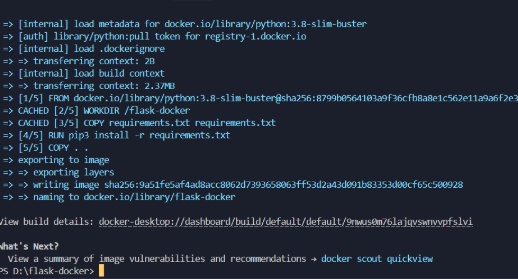 => [internal] load metadata for docker.io/library/python:3.8-slim-buster
=> [auth] library/python:pull token for registry-1.docker.io
=> [internal] load .dockerignore
=> => transferring context: 2B
=> [internal] load build context
=> => transferring context: 2.37MB
=> [1/5] FROM docker.io/library/python:3.8-slim-buster@sha256:8799b0564103a9f36cfb8a8e1c562e11a9a6f2e3
=> CACHED [2/5] WORKDIR /flask-docker
=> CACHED [3/5] COPY requirements.txt requirements.txt
=> [4/5] RUN pip3 install -r requirements.txt
=> [5/5] COPY . .
=> exporting to image
=> => exporting layers
=> => writing image sha256:9a51fe5af4ad8acc8062d7393658063ff53d2a43d091b83353d00cf65c500928
=> => naming to docker.io/library/flask-docker
View build details: docker-desktop://dashboard/build/default/default/9nwus0m76lajqvswnvvpfslvi
What's Next?
View a summary of image vulnerabilities and recommendations → docker scout quickview
PS D:\flask-docker>